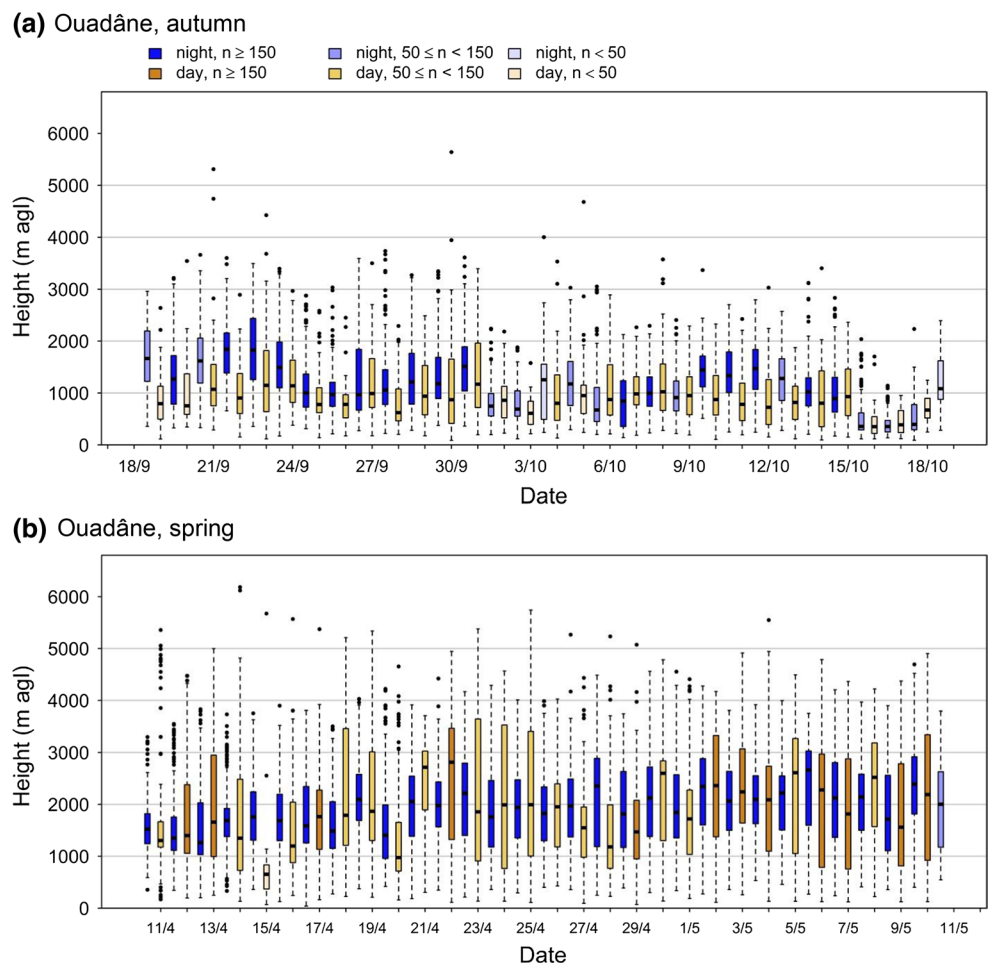 (a) Ouadâne, autumn
night, n ≥ 150 night, 50 ≤ n < 150 night, n < 50
day, n ≥ 150 day, 50 ≤ n < 150 day, n < 50
Height (m agl)
6000
5000
4000
3000
2000
1000
0
18/9 21/9 24/9 27/9 30/9 3/10 6/10 9/10 12/10 15/10 18/10
Date
(b) Ouadâne, spring
Height (m agl)
6000
5000
4000
3000
2000
1000
0
11/4 13/4 15/4 17/4 19/4 21/4 23/4 25/4 27/4 29/4 1/5 3/5 5/5 7/5 9/5 11/5
Date